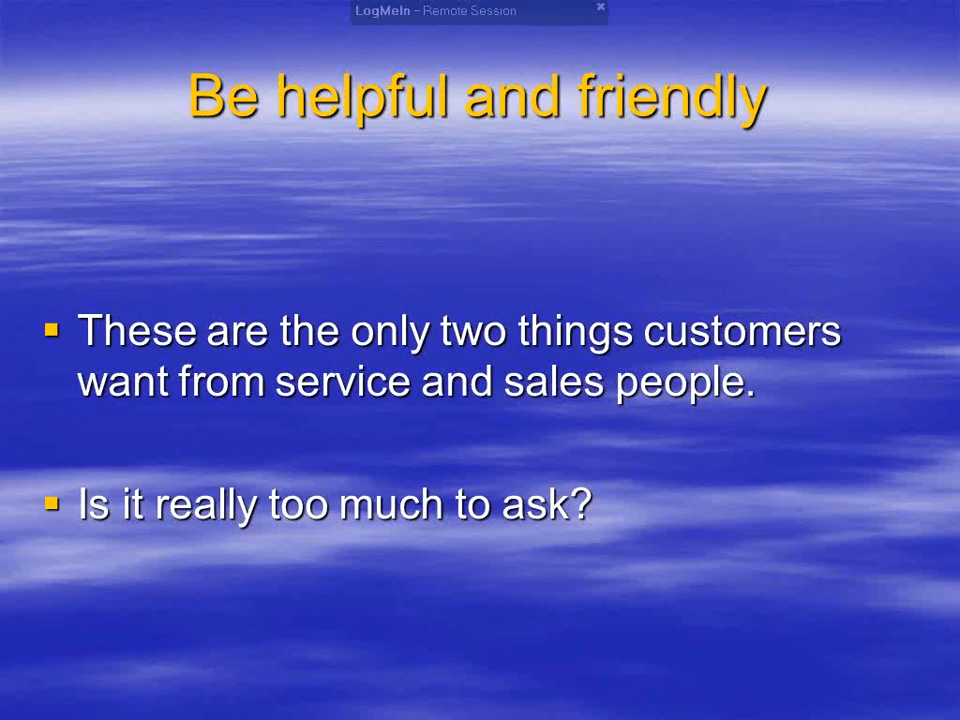 LogMeIn - Remote Session
Be helpful and friendly
These are the only two things customers
want from service and sales people.
Is it really too much to ask?